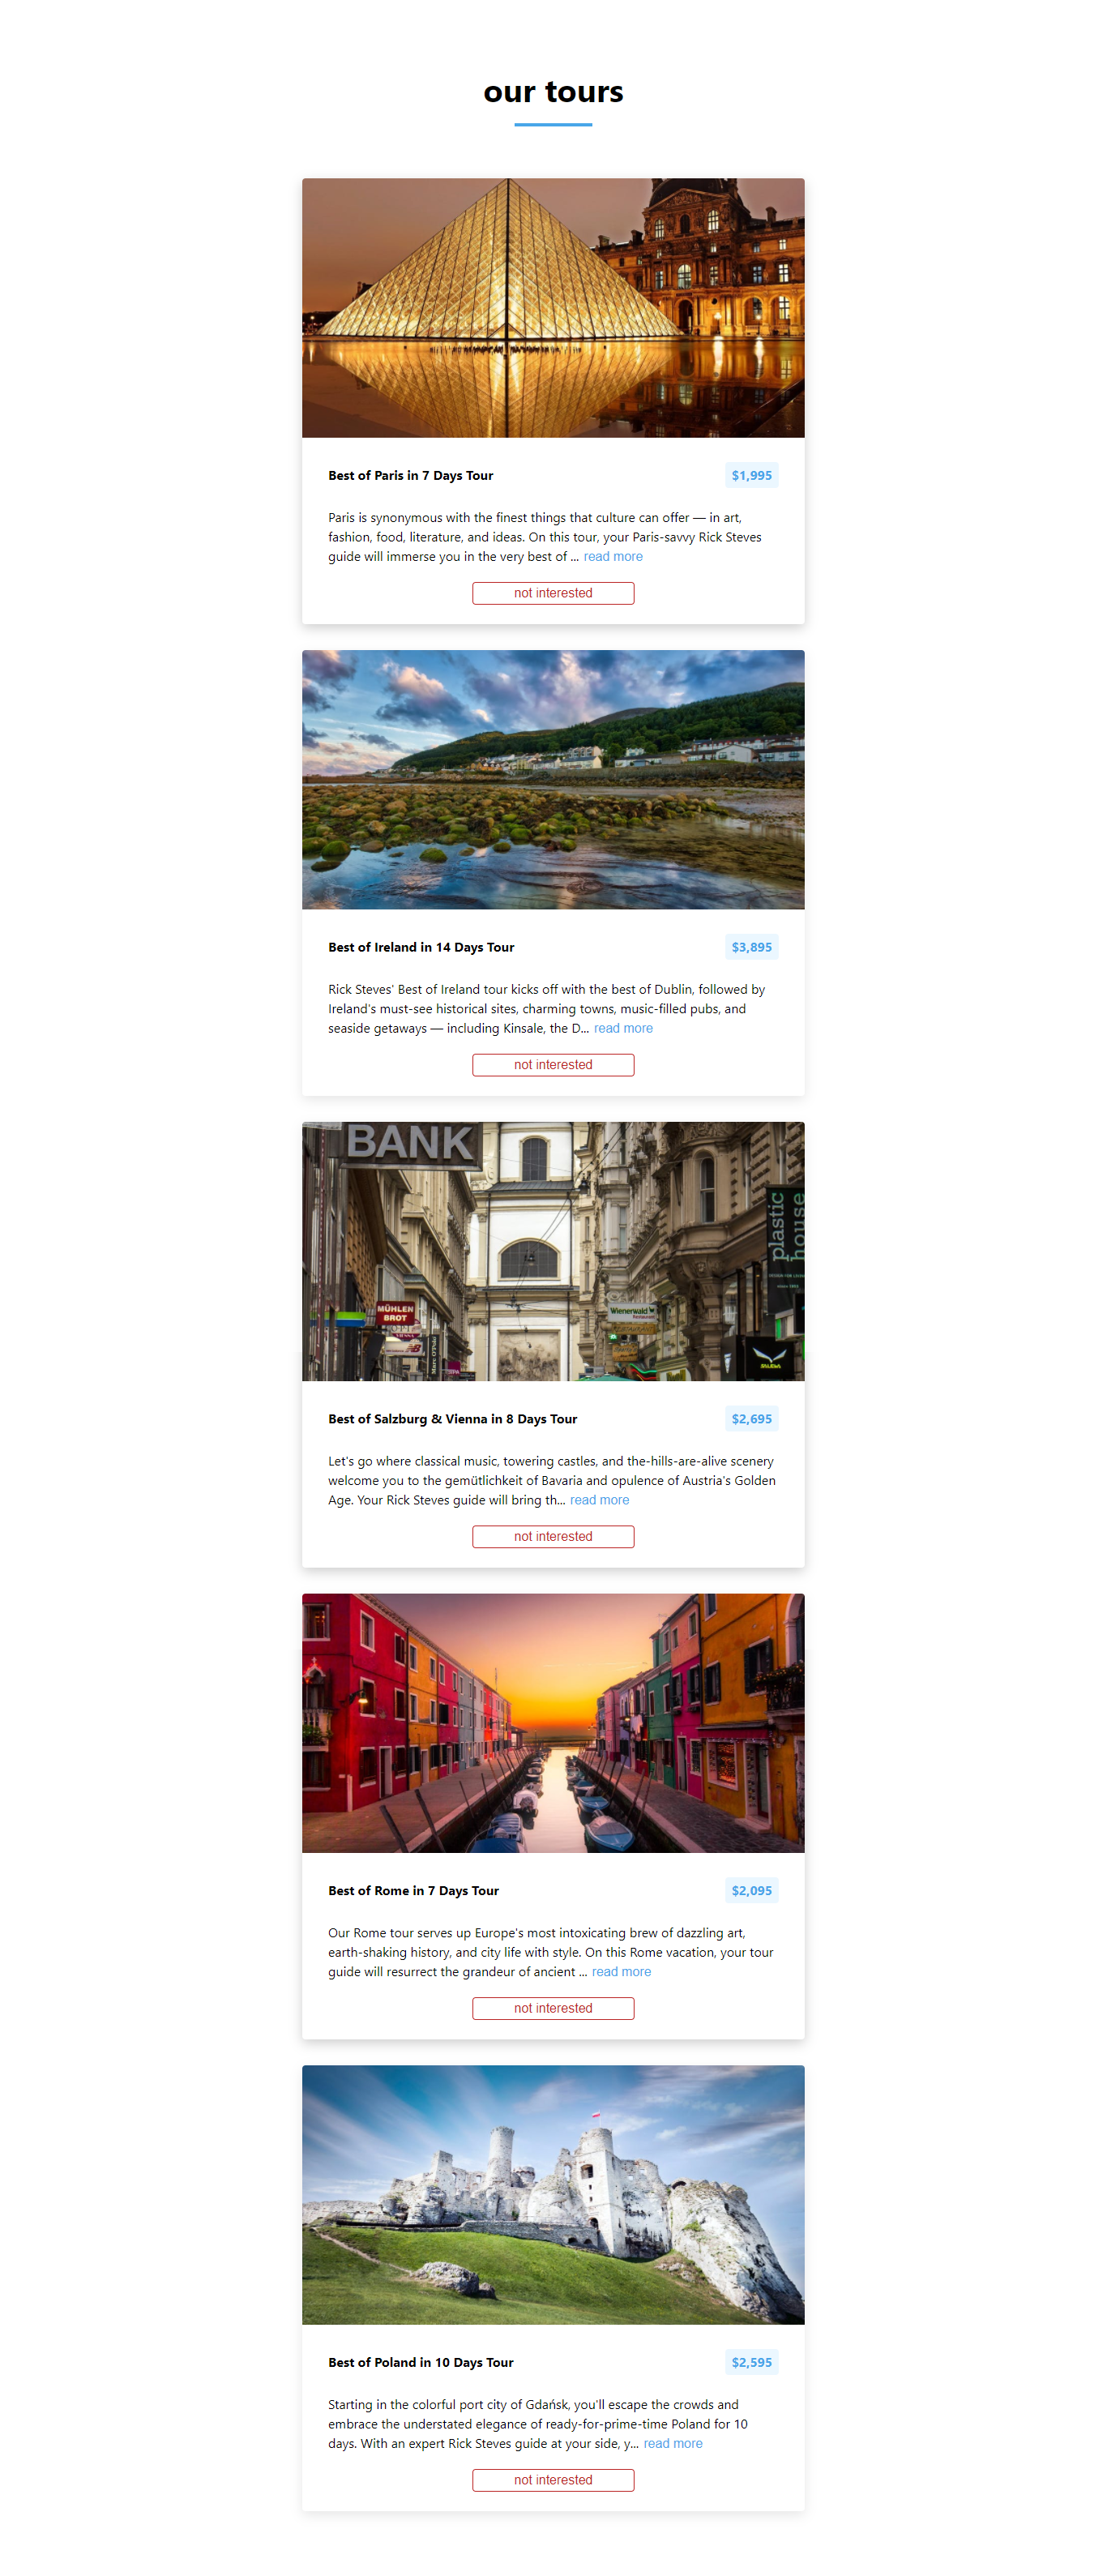 our tours
Best of Paris in 7 Days Tour
$1,995
Paris is synonymous with the finest things that culture can offer — in art,
fashion, food, literature, and ideas. On this tour, your Paris-savvy Rick Steves
guide will immerse you in the very best of ... read more
not interested
Best of Ireland in 14 Days Tour
$3,895
Rick Steves' Best of Ireland tour kicks off with the best of Dublin, followed by
Ireland's must-see historical sites, charming towns, music-filled pubs, and
seaside getaways — including Kinsale, the D... read more
not interested
BANK
plastic
house
MÜHLEN
BROT
Wienerwald
Best of Salzburg & Vienna in 8 Days Tour
$2,695
Let's go where classical music, towering castles, and the-hills-are-alive scenery
welcome you to the gemütlichkeit of Bavaria and opulence of Austria's Golden
Age. Your Rick Steves guide will bring th... read more
not interested
Best of Rome in 7 Days Tour
$2,095
Our Rome tour serves up Europe's most intoxicating brew of dazzling art,
earth-shaking history, and city life with style. On this Rome vacation, your tour
guide will resurrect the grandeur of ancient ... read more
not interested
Best of Poland in 10 Days Tour
$2,595
Starting in the colorful port city of Gdańsk, you'll escape the crowds and
embrace the understated elegance of ready-for-prime-time Poland for 10
days. With an expert Rick Steves guide at your side, y... read more
not interested